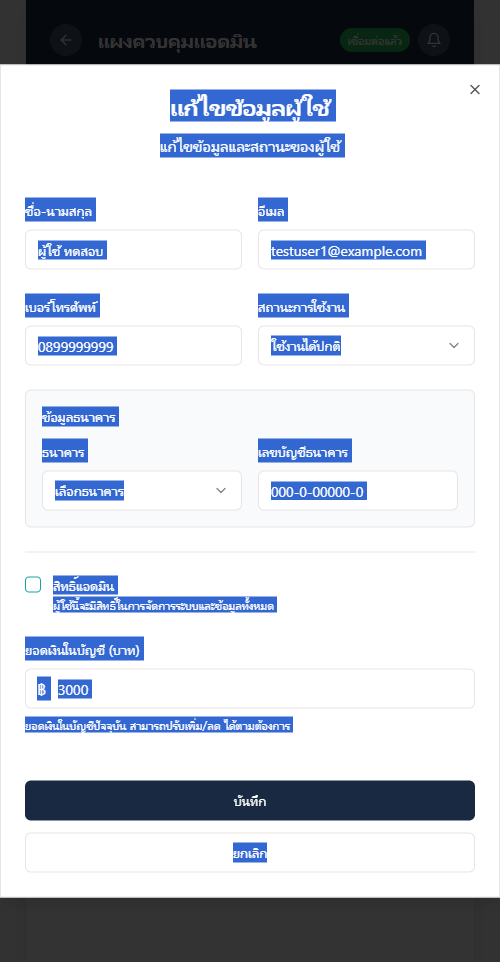 แผงควบคุมแอดมิน
เชื่อมต่อแล้ว
แก้ไขข้อมูลผู้ใช้
แก้ไขข้อมูลและสถานะของผู้ใช้
ชื่อ-นามสกุล
อีเมล
ผู้ใช้ ทดสอบ
testuser1@example.com
เบอร์โทรศัพท์
สถานะการใช้งาน
0899999999
ใช้งานได้ปกติ
ข้อมูลธนาคาร
ธนาคาร
เลขบัญชีธนาคาร
เลือกธนาคาร
000-0-00000-0
สิทธิ์แอดมิน
ผู้ใช้นี้จะมีสิทธิ์ในการจัดการระบบและข้อมูลทั้งหมด
ยอดเงินในบัญชี (บาท)
฿ 3000
ยอดเงินในบัญชีปัจจุบัน สามารถปรับเพิ่ม/ลด ได้ตามต้องการ
บันทึก
ยกเลิก